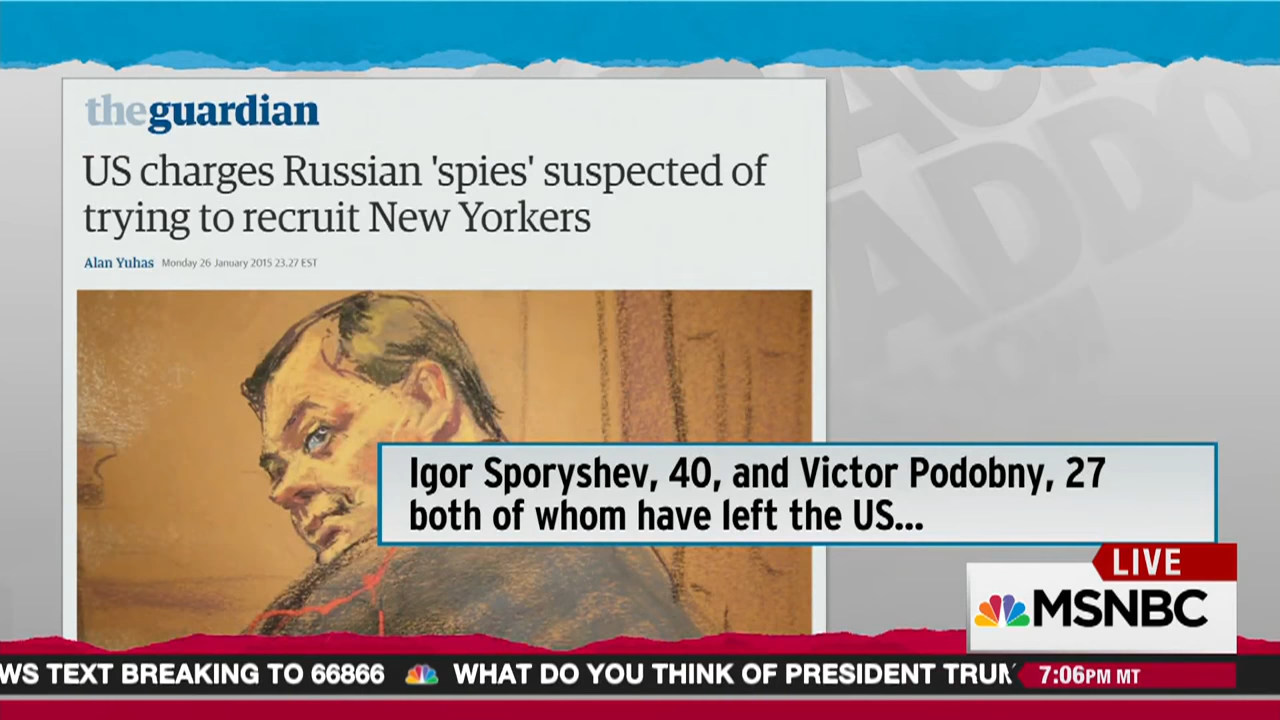 theguardian
US charges Russian 'spies' suspected of
trying to recruit New Yorkers
Alan Yuhas Monday 26 January 2015 23.27 EST
Igor Sporyshev, 40, and Victor Podobny, 27
both of whom have left the US...
LIVE
MSNBC
WS TEXT BREAKING TO 66866 WHAT DO YOU THINK OF PRESIDENT TRUM
7:06PM MT